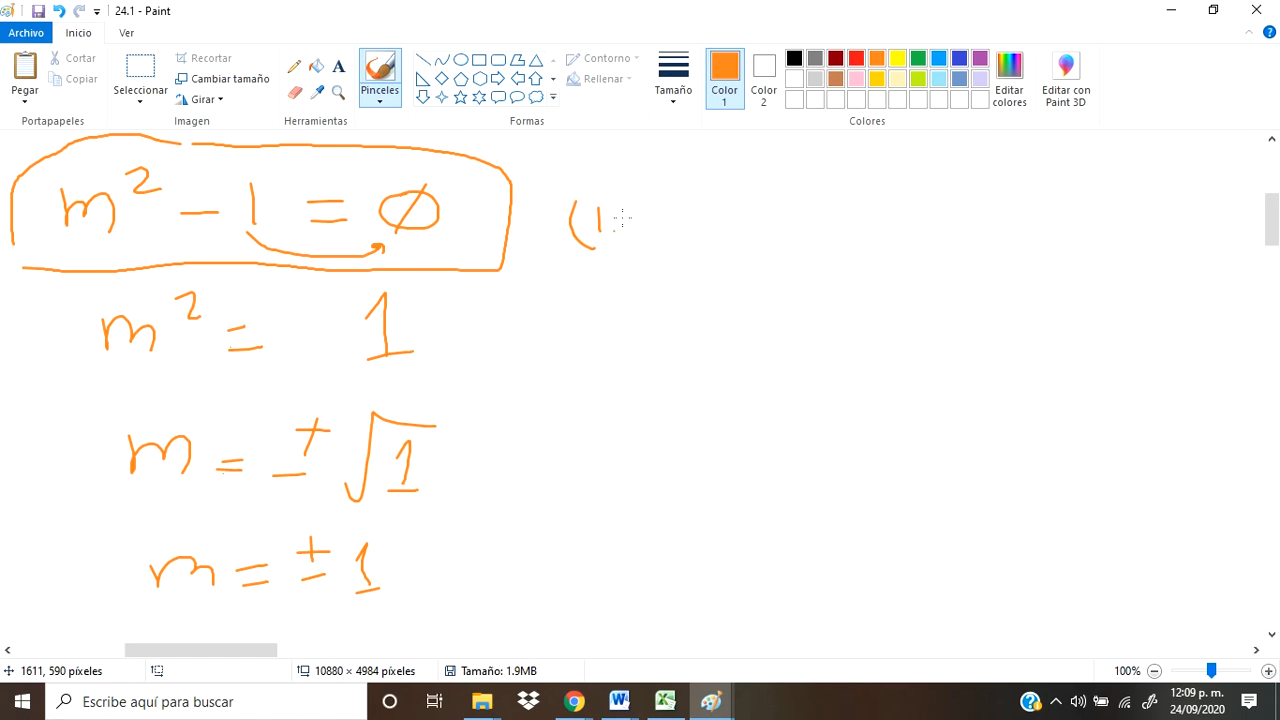 24.1 - Paint
Archivo Inicio Ver
Pegar
Cortar
Copiar
Portapapeles
Seleccionar
Recortar
Cambiar tamaño
Girar
Imagen
A
Herramientas
Pinceles
Contorno
Rellenar
Formas
Tamaño
Color 1
Color 2
Editar colores
Colores
Editar con Paint 3D
m² - 1 = ∅ (1
m² = 1
m = ± √1
m = ± 1
1611, 590 píxeles 10880 × 4984 píxeles Tamaño: 1.9MB 100%
Escribe aquí para buscar
12:09 p. m.
24/09/2020